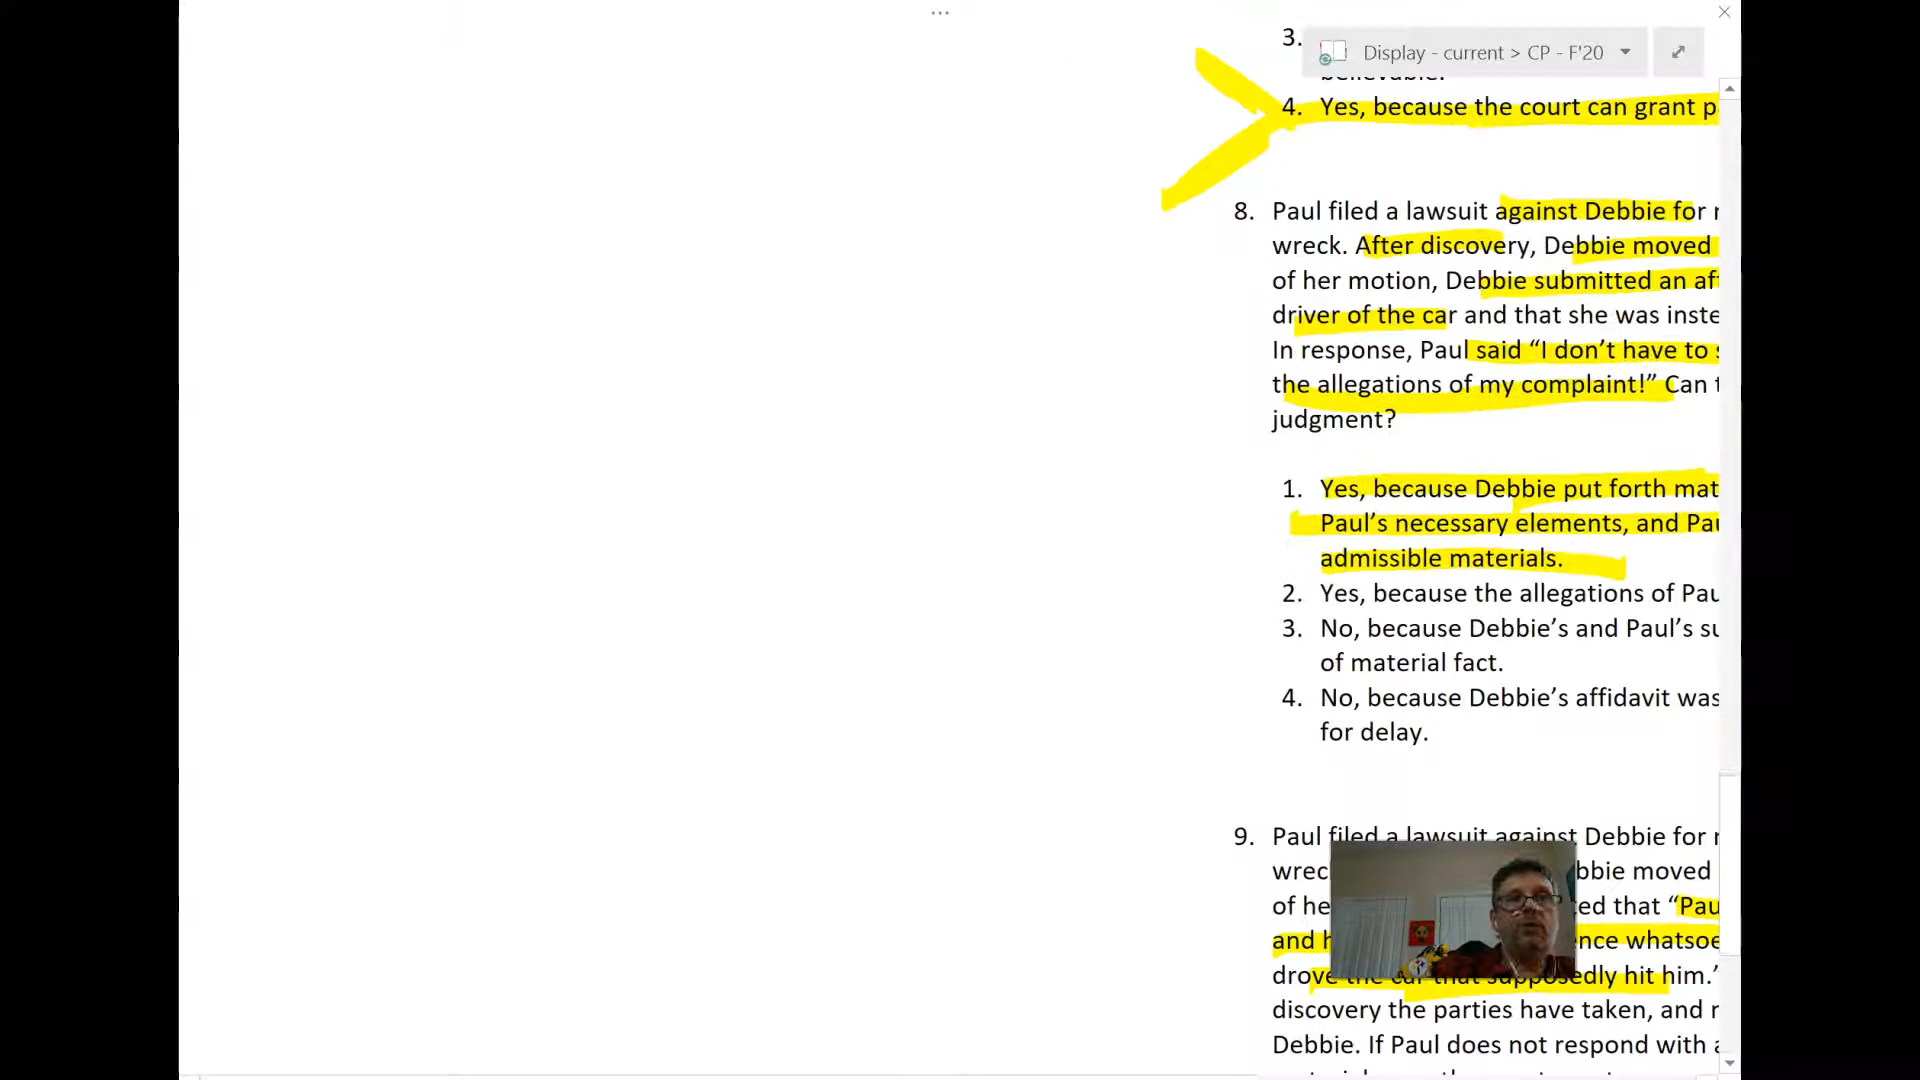 3.
Display - current > CP - F'20
believable.
4. Yes, because the court can grant p
8. Paul filed a lawsuit against Debbie for
wreck. After discovery, Debbie moved
of her motion, Debbie submitted an af
driver of the car and that she was inste
In response, Paul said “I don’t have to
the allegations of my complaint!” Can
judgment?
1. Yes, because Debbie put forth mat
Paul’s necessary elements, and Pau
admissible materials.
2. Yes, because the allegations of Pau
3. No, because Debbie’s and Paul’s su
of material fact.
4. No, because Debbie’s affidavit was
for delay.
9. Paul filed a lawsuit against Debbie for
wrec bbie moved
of he ed that “Pau
and h ence whatsoe
drove the car that supposedly hit him.”
discovery the parties have taken, and
Debbie. If Paul does not respond with